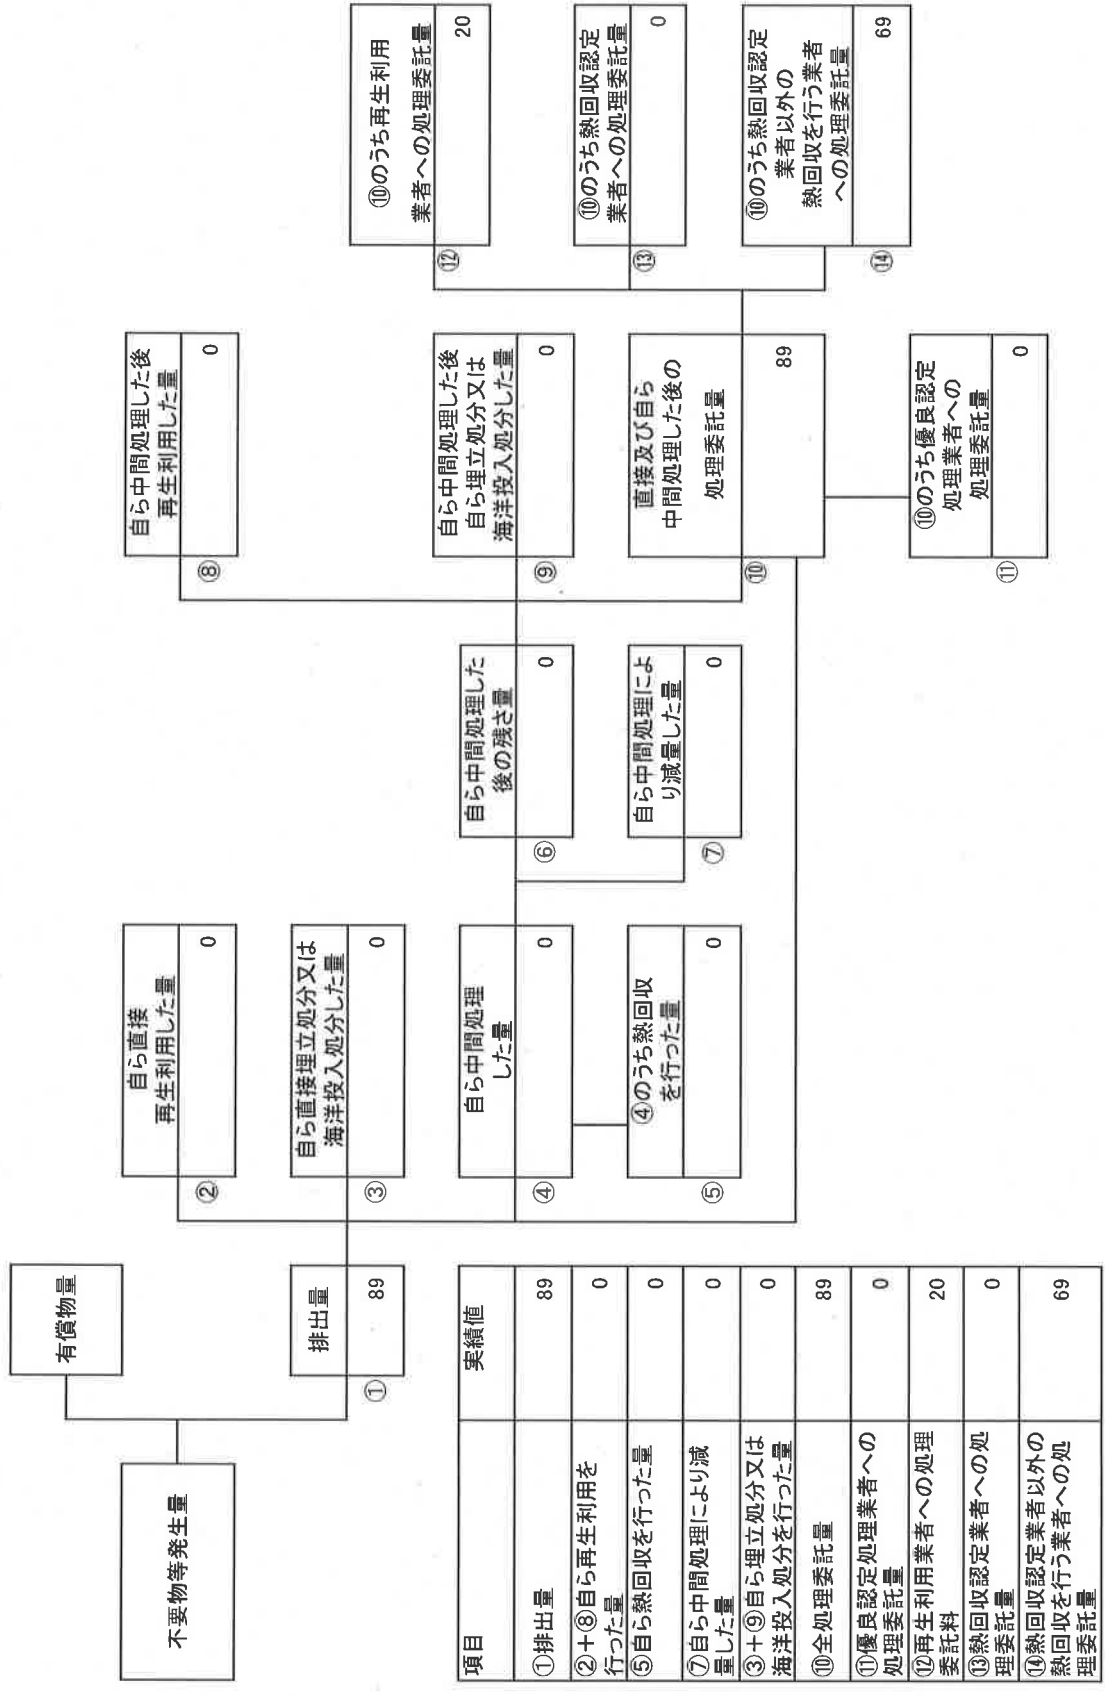 不要物等発生量
有償物量
排出量
①
89
自ら直接
再生利用した量
②
0
自ら直接埋立処分又は
海洋投入処分した量
③
0
自ら中間処理
した量
④
0
④のうち熱回収
を行った量
⑤
0
自ら中間処理した
後の残さ量
⑥
0
自ら中間処理によ
り減量した量
⑦
0
自ら中間処理した後
再生利用した量
⑧
0
自ら中間処理した後
自ら埋立処分又は
海洋投入処分した量
⑨
0
直接及び自ら
中間処理した後の
処理委託量
⑩
89
⑩のうち優良認定
処理業者への
処理委託量
⑪
0
⑩のうち再生利用
業者への処理委託量
⑫
20
⑩のうち熱回収認定
業者への処理委託量
⑬
0
⑩のうち熱回収認定
業者以外の
熱回収を行う業者
への処理委託量
⑭
69
項目 実績値
①排出量 89
②+⑧自ら再生利用を
行った量 0
⑤自ら熱回収を行った量 0
⑦自ら中間処理により減
量した量 0
③+⑨自ら埋立処分又は
海洋投入処分を行った量 0
⑩全処理委託量 89
⑪優良認定処理業者への
処理委託量 0
⑫再生利用業者への処理
委託料 20
⑬熱回収認定業者への処
理委託量 0
⑭熱回収認定業者以外の
熱回収を行う業者への処
理委託量 69